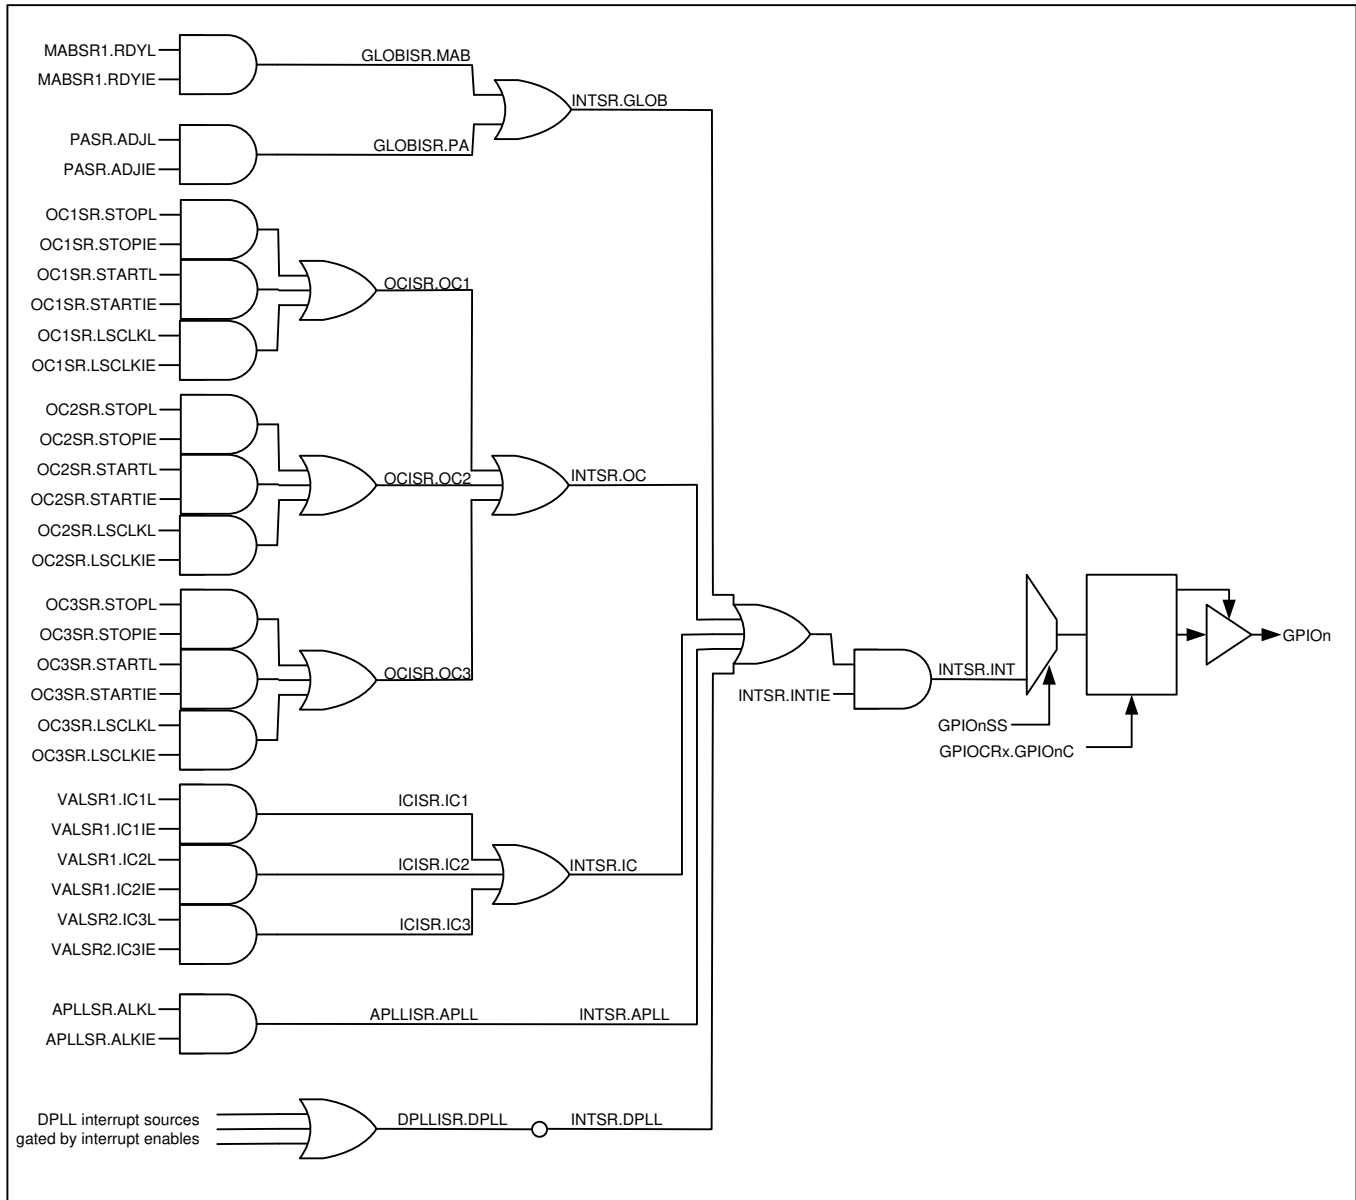 MABSR1.RDYL
MABSR1.RDYIE
GLOBISR.MAB
INTSR.GLOB
PASR.ADJL
PASR.ADJIE
GLOBISR.PA
OC1SR.STOPL
OC1SR.STOPIE
OC1SR.STARTL
OC1SR.STARTIE
OC1SR.LSCLKL
OC1SR.LSCLKIE
OCISR.OC1
OC2SR.STOPL
OC2SR.STOPIE
OC2SR.STARTL
OC2SR.STARTIE
OC2SR.LSCLKL
OC2SR.LSCLKIE
OCISR.OC2
INTSR.OC
OC3SR.STOPL
OC3SR.STOPIE
OC3SR.STARTL
OC3SR.STARTIE
OC3SR.LSCLKL
OC3SR.LSCLKIE
OCISR.OC3
INTSR.INTIE
INTSR.INT
GPIOnSS
GPIOCRx.GPIOnC
GPIOn
VALSR1.IC1L
VALSR1.IC1IE
VALSR1.IC2L
VALSR1.IC2IE
VALSR2.IC3L
VALSR2.IC3IE
ICISR.IC1
ICISR.IC2
ICISR.IC3
INTSR.IC
APLLSR.ALKL
APLLSR.ALKIE
APLLISR.APLL
INTSR.APLL
DPLL interrupt sources
gated by interrupt enables
DPLLISR.DPLL
INTSR.DPLL